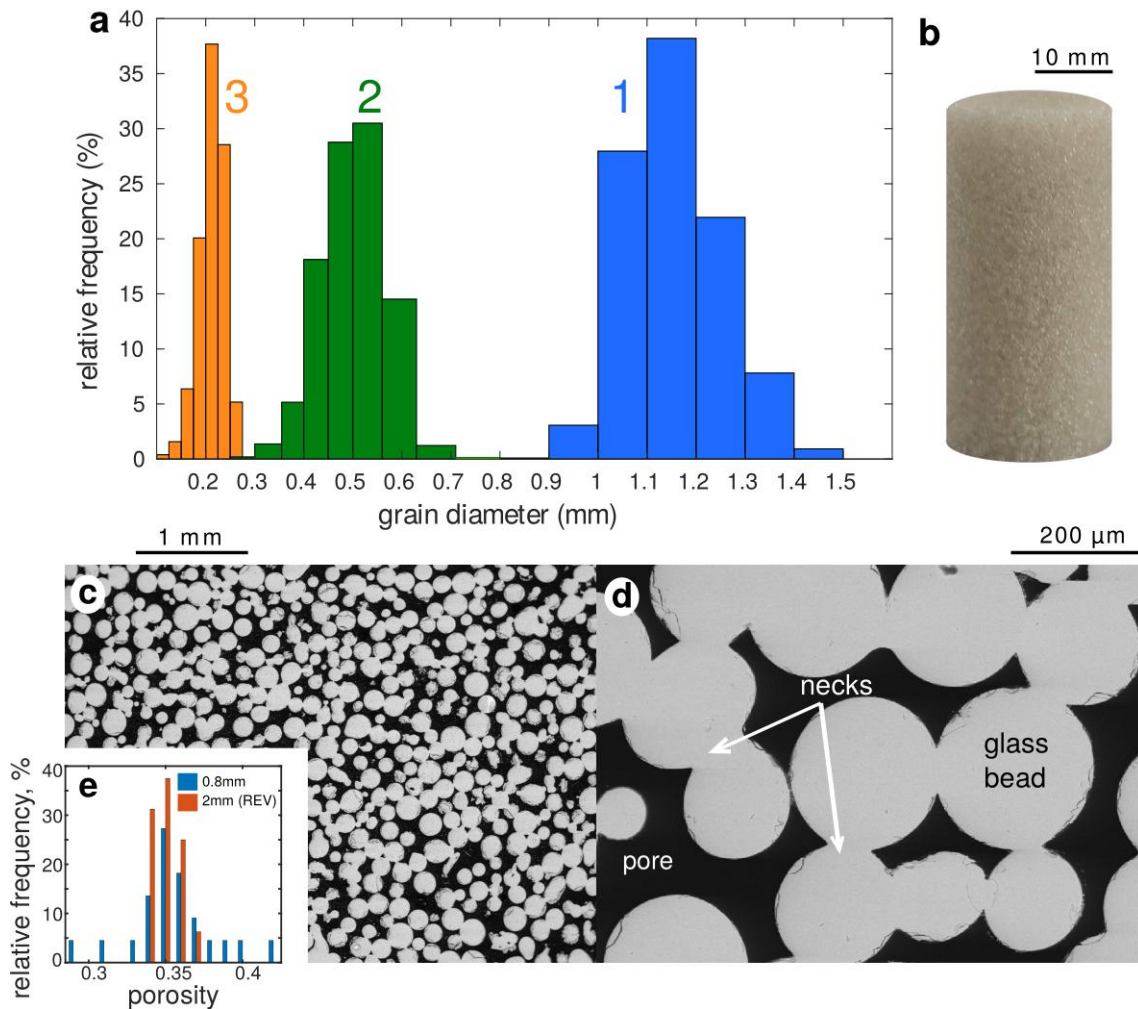 a
40
35
30
25
20
15
10
5
0
relative frequency (%)
3
2
1
0.2 0.3 0.4 0.5 0.6 0.7 0.8 0.9 1 1.1 1.2 1.3 1.4 1.5
grain diameter (mm)
b
10 mm
1 mm
c
200 µm
d
necks
glass
bead
pore
e
0.8mm
2mm (REV)
40
30
20
10
0
relative frequency, %
0.3 0.35 0.4
porosity